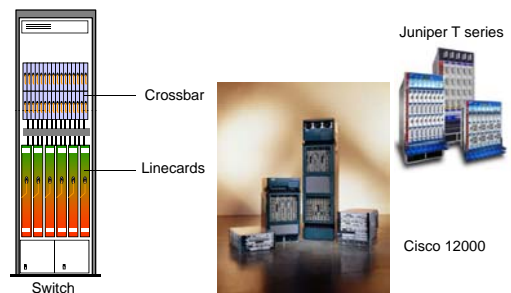 Juniper T series
Crossbar
Linecards
Cisco 12000
Switch